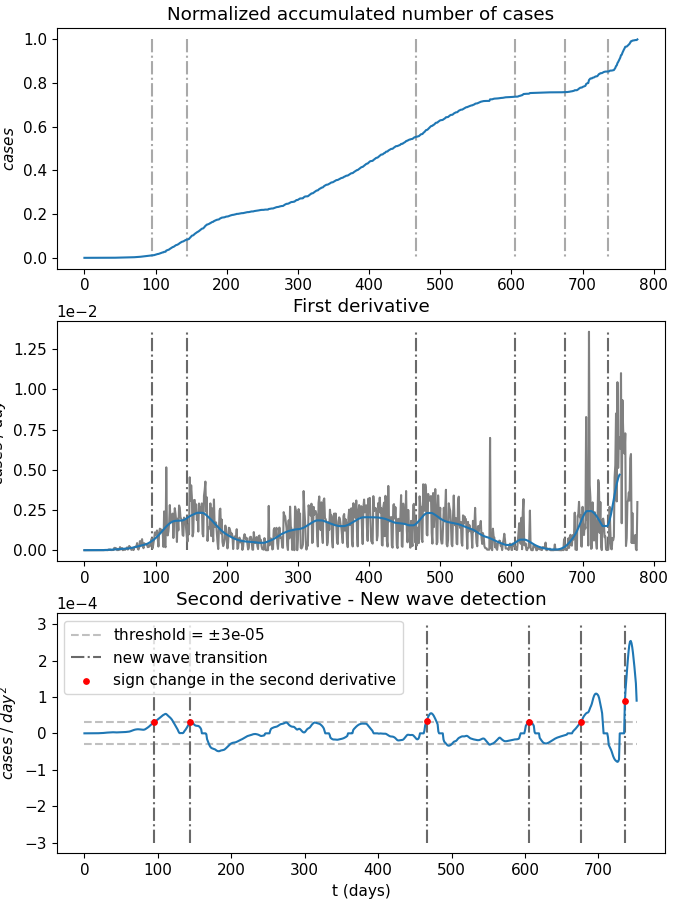 Normalized accumulated number of cases
1.0
0.8
0.6
0.4
0.2
0.0
cases
0 100 200 300 400 500 600 700 800
1e−2
First derivative
1.25
1.00
0.75
0.50
0.25
0.00
0 100 200 300 400 500 600 700 800
1e−4
Second derivative - New wave detection
threshold = ±3e-05
new wave transition
sign change in the second derivative
3
2
1
0
−1
−2
−3
cases / day²
0 100 200 300 400 500 600 700
t (days)